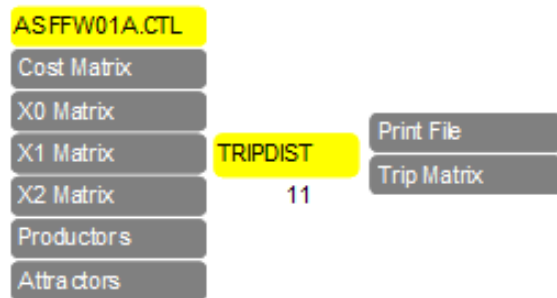 ASFFW01A.CTL
Cost Matrix
X0 Matrix
X1 Matrix
X2 Matrix
Productors
Attractors
TRIPDIST
11
Print File
Trip Matrix